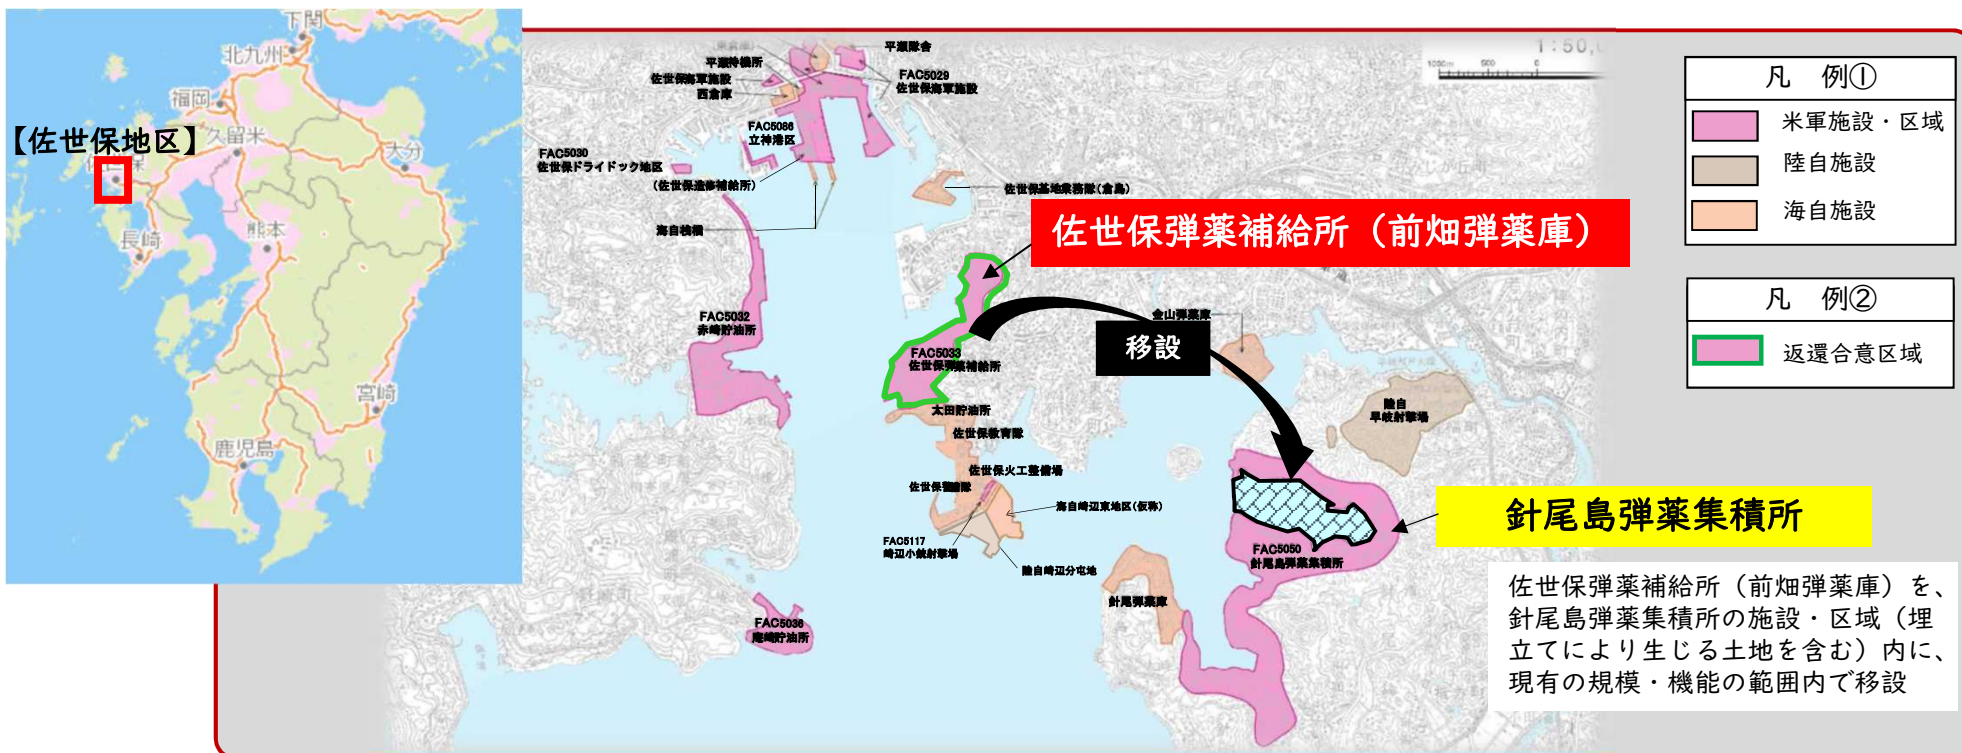 下関
北九州
福岡
【佐世保地区】
久留米
大分
長崎
熊本
宮崎
鹿児島
1:50,0
1000m 500 0
平瀬隊舎
平瀬待機所
佐世保海軍施設
西倉庫
FAC5029
佐世保海軍施設
FAC5086
立神港区
FAC5030
佐世保ドライドック地区
(佐世保造修補給所)
佐世保基地業務隊(倉島)
海自桟橋
佐世保弾薬補給所（前畑弾薬庫）
FAC5032
赤崎貯油所
金山弾薬庫
移設
FAC5033
佐世保弾薬補給所
太田貯油所
陸自
早岐射撃場
佐世保教育隊
佐世保火工整備場
佐世保警備隊
海自崎辺東地区(仮称)
針尾島弾薬集積所
FAC5117
崎辺小銃射撃場
FAC5050
針尾島弾薬集積所
陸自崎辺分屯地
針尾弾薬庫
FAC5036
庵崎貯油所
凡 例①
米軍施設・区域
陸自施設
海自施設
凡 例②
返還合意区域
佐世保弾薬補給所（前畑弾薬庫）を、
針尾島弾薬集積所の施設・区域（埋
立てにより生じる土地を含む）内に、
現有の規模・機能の範囲内で移設